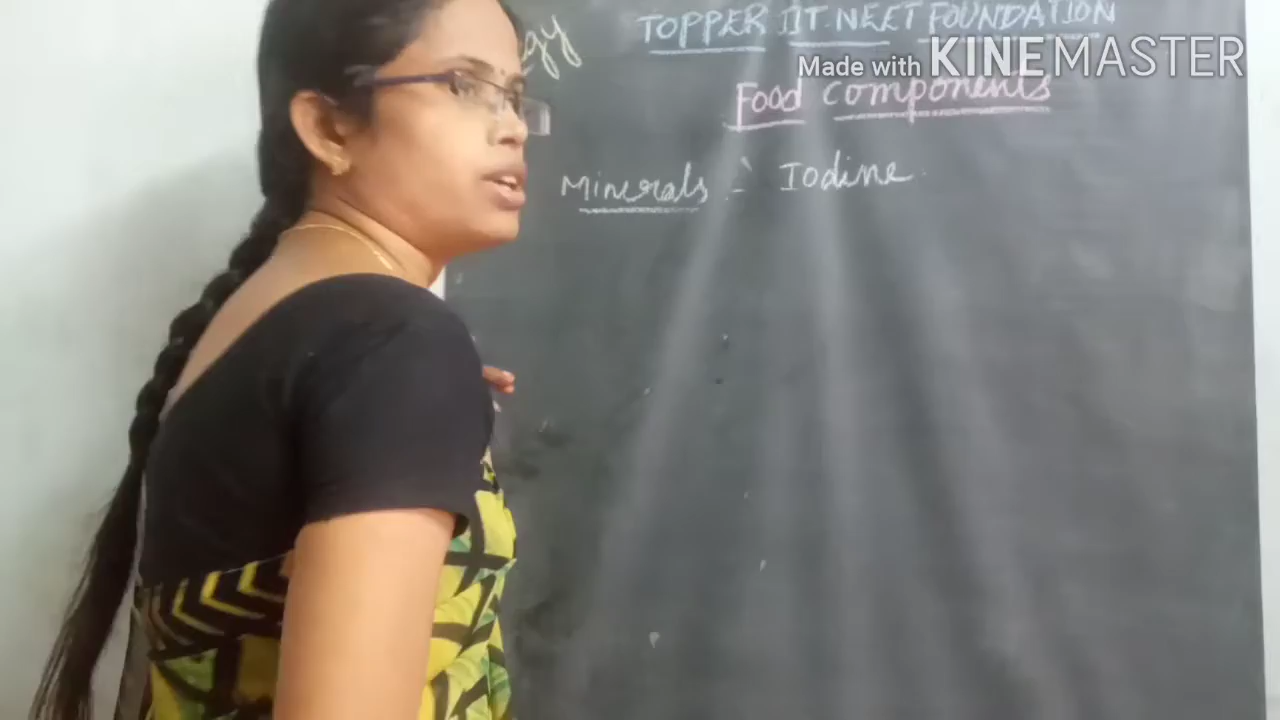 TOPPER IIT. NEET FOUNDATION
Made with KINEMASTER
Food components
Minerals :- Iodine